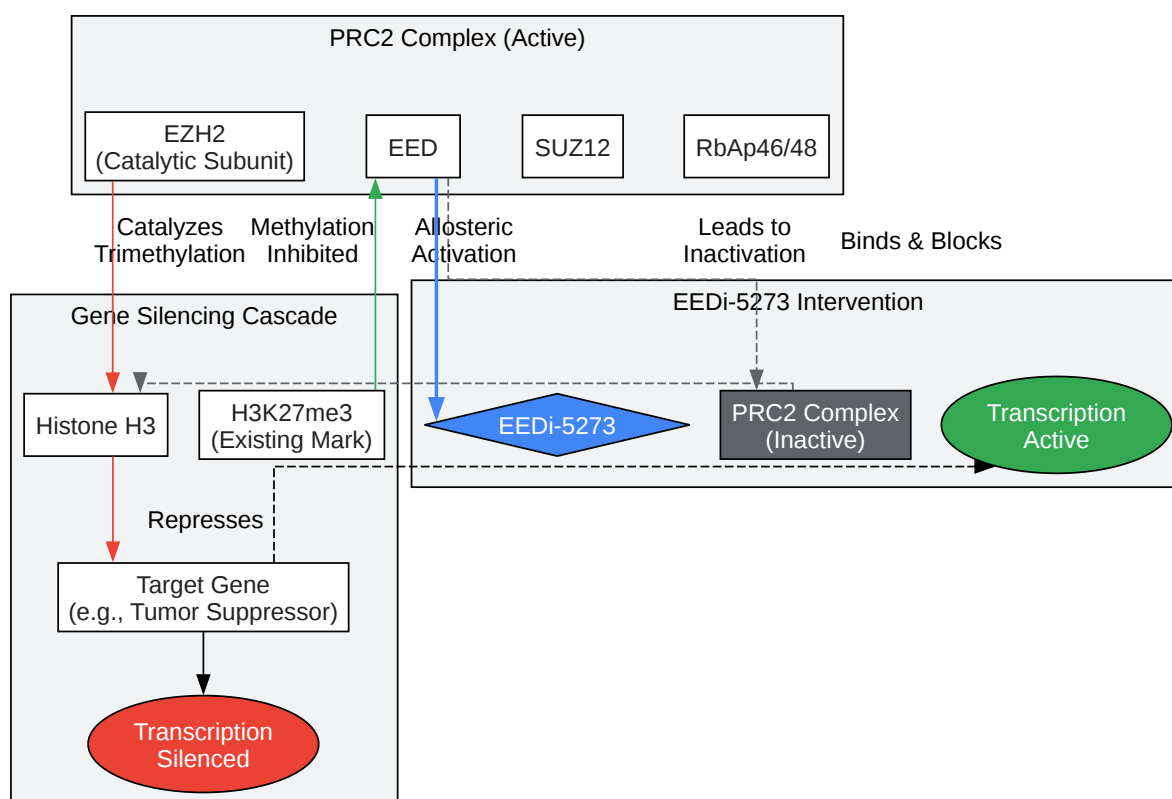 PRC2 Complex (Active)
EZH2
(Catalytic Subunit)
EED
SUZ12
RbAp46/48
Catalyzes
Trimethylation
Methylation
Inhibited
Allosteric
Activation
Leads to
Inactivation
Binds & Blocks
Gene Silencing Cascade
EEDi-5273 Intervention
Histone H3
H3K27me3
(Existing Mark)
EEDi-5273
PRC2 Complex
(Inactive)
Transcription
Active
Represses
Target Gene
(e.g., Tumor Suppressor)
Transcription
Silenced